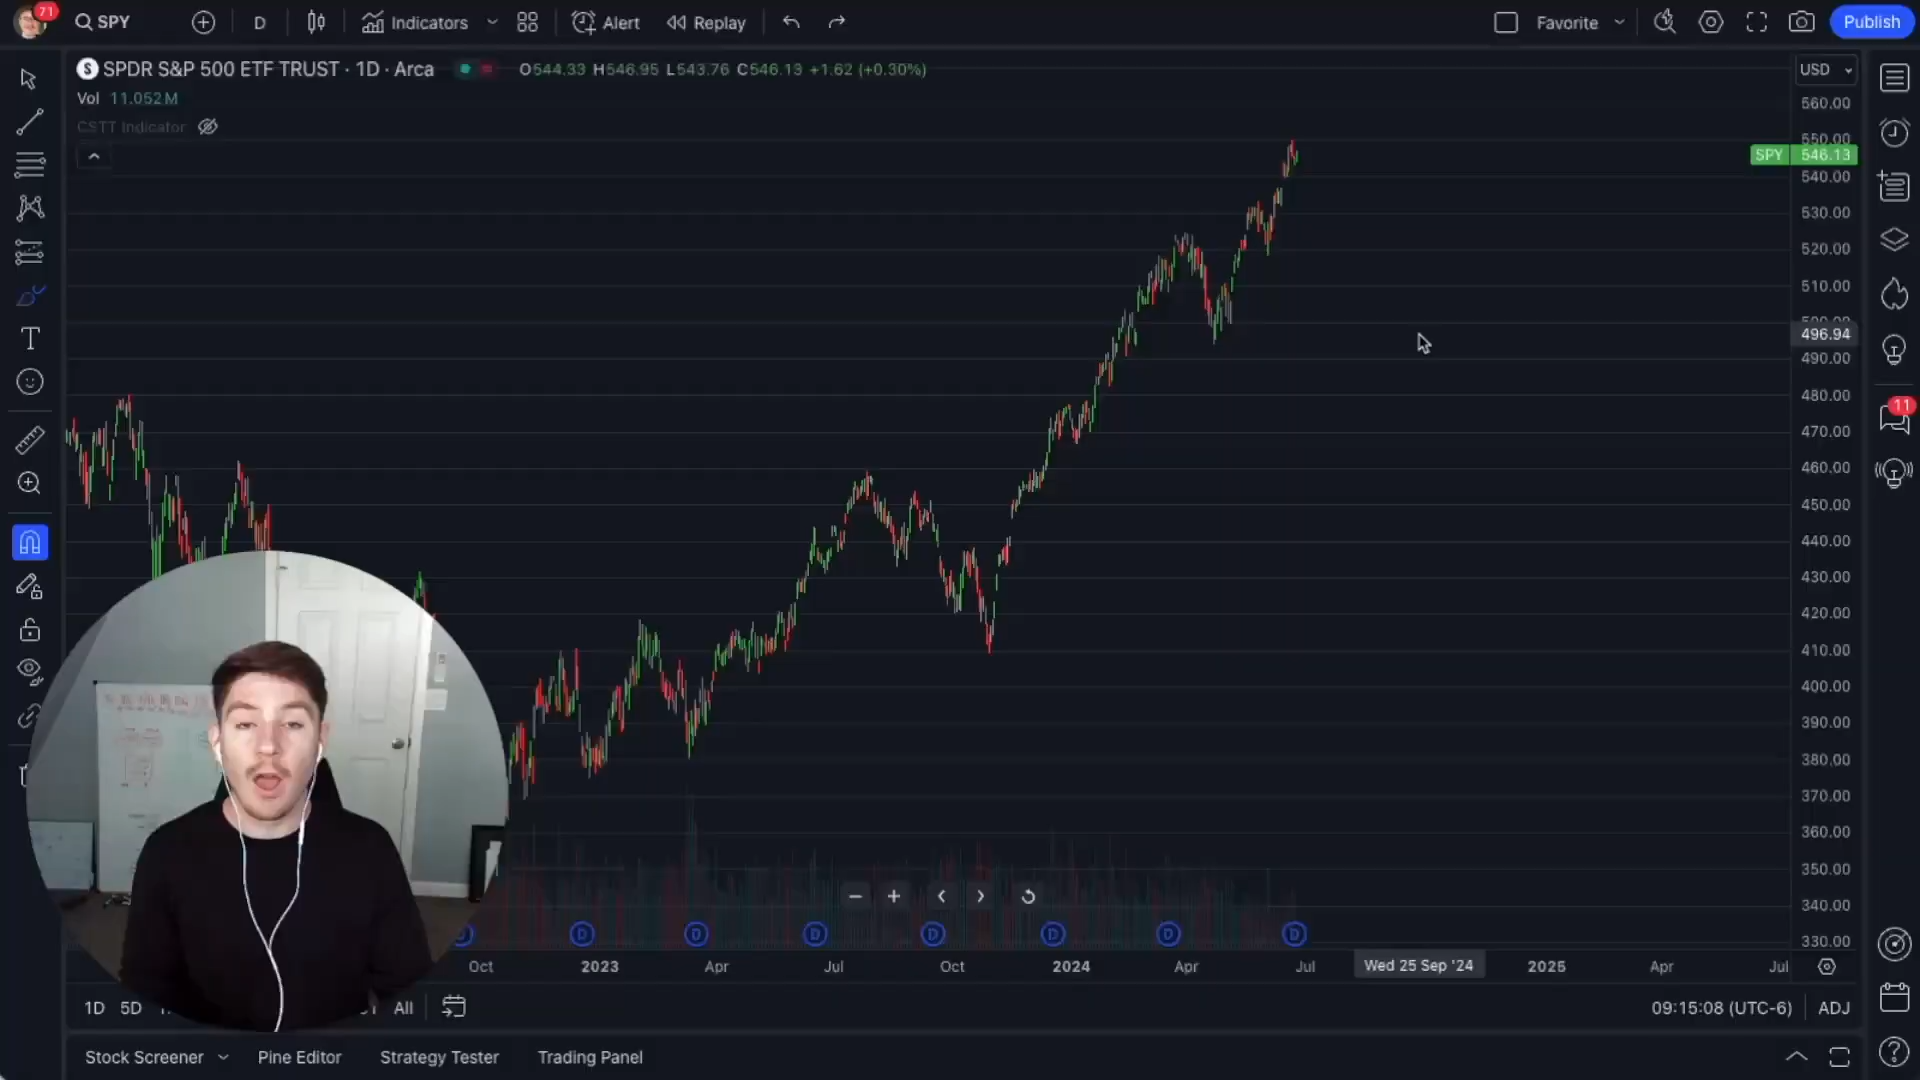 71
SPY
D
Indicators
Alert
Replay
Favorite
Publish
S
SPDR S&P 500 ETF TRUST · 1D · Arca
O544.33 H546.95 L543.76 C546.13 +1.62 (+0.30%)
USD
Vol 11.052M
CSTT Indicator
560.00
550.00
SPY 546.13
540.00
530.00
520.00
510.00
500.00
496.94
490.00
480.00
470.00
460.00
450.00
440.00
430.00
420.00
410.00
400.00
390.00
380.00
370.00
360.00
350.00
340.00
330.00
11
D D D D D D D D
Oct 2023 Apr Jul Oct 2024 Apr Jul Wed 25 Sep '24 2025 Apr Jul
1D 5D All
09:15:08 (UTC-6) ADJ
Stock Screener Pine Editor Strategy Tester Trading Panel